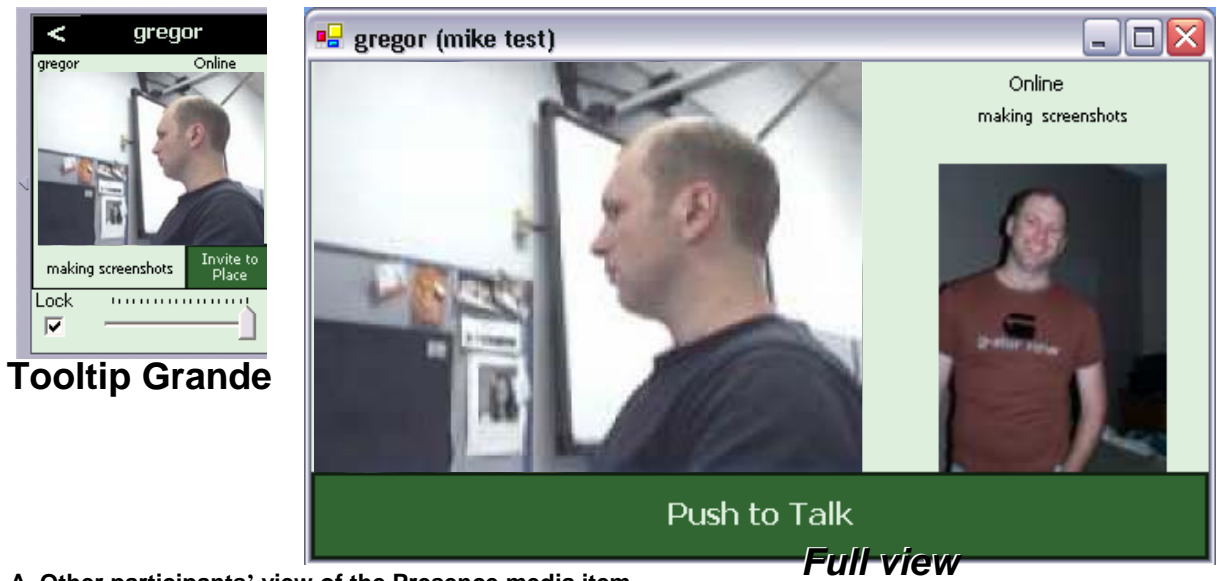 < gregor
gregor Online
making screenshots
Invite to
Place
Lock
Tooltip Grande
gregor (mike test)
Online
making screenshots
Push to Talk
Full view
A. Other participants' view of the Presence media item